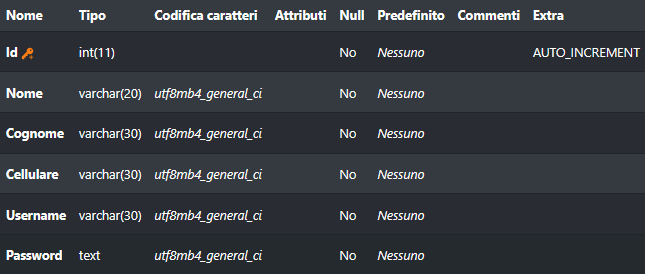 Nome Tipo Codifica caratteri Attributi Null Predefinito Commenti Extra
Id int(11) No Nessuno AUTO_INCREMENT
Nome varchar(20) utf8mb4_general_ci No Nessuno
Cognome varchar(30) utf8mb4_general_ci No Nessuno
Cellulare varchar(30) utf8mb4_general_ci No Nessuno
Username varchar(30) utf8mb4_general_ci No Nessuno
Password text utf8mb4_general_ci No Nessuno